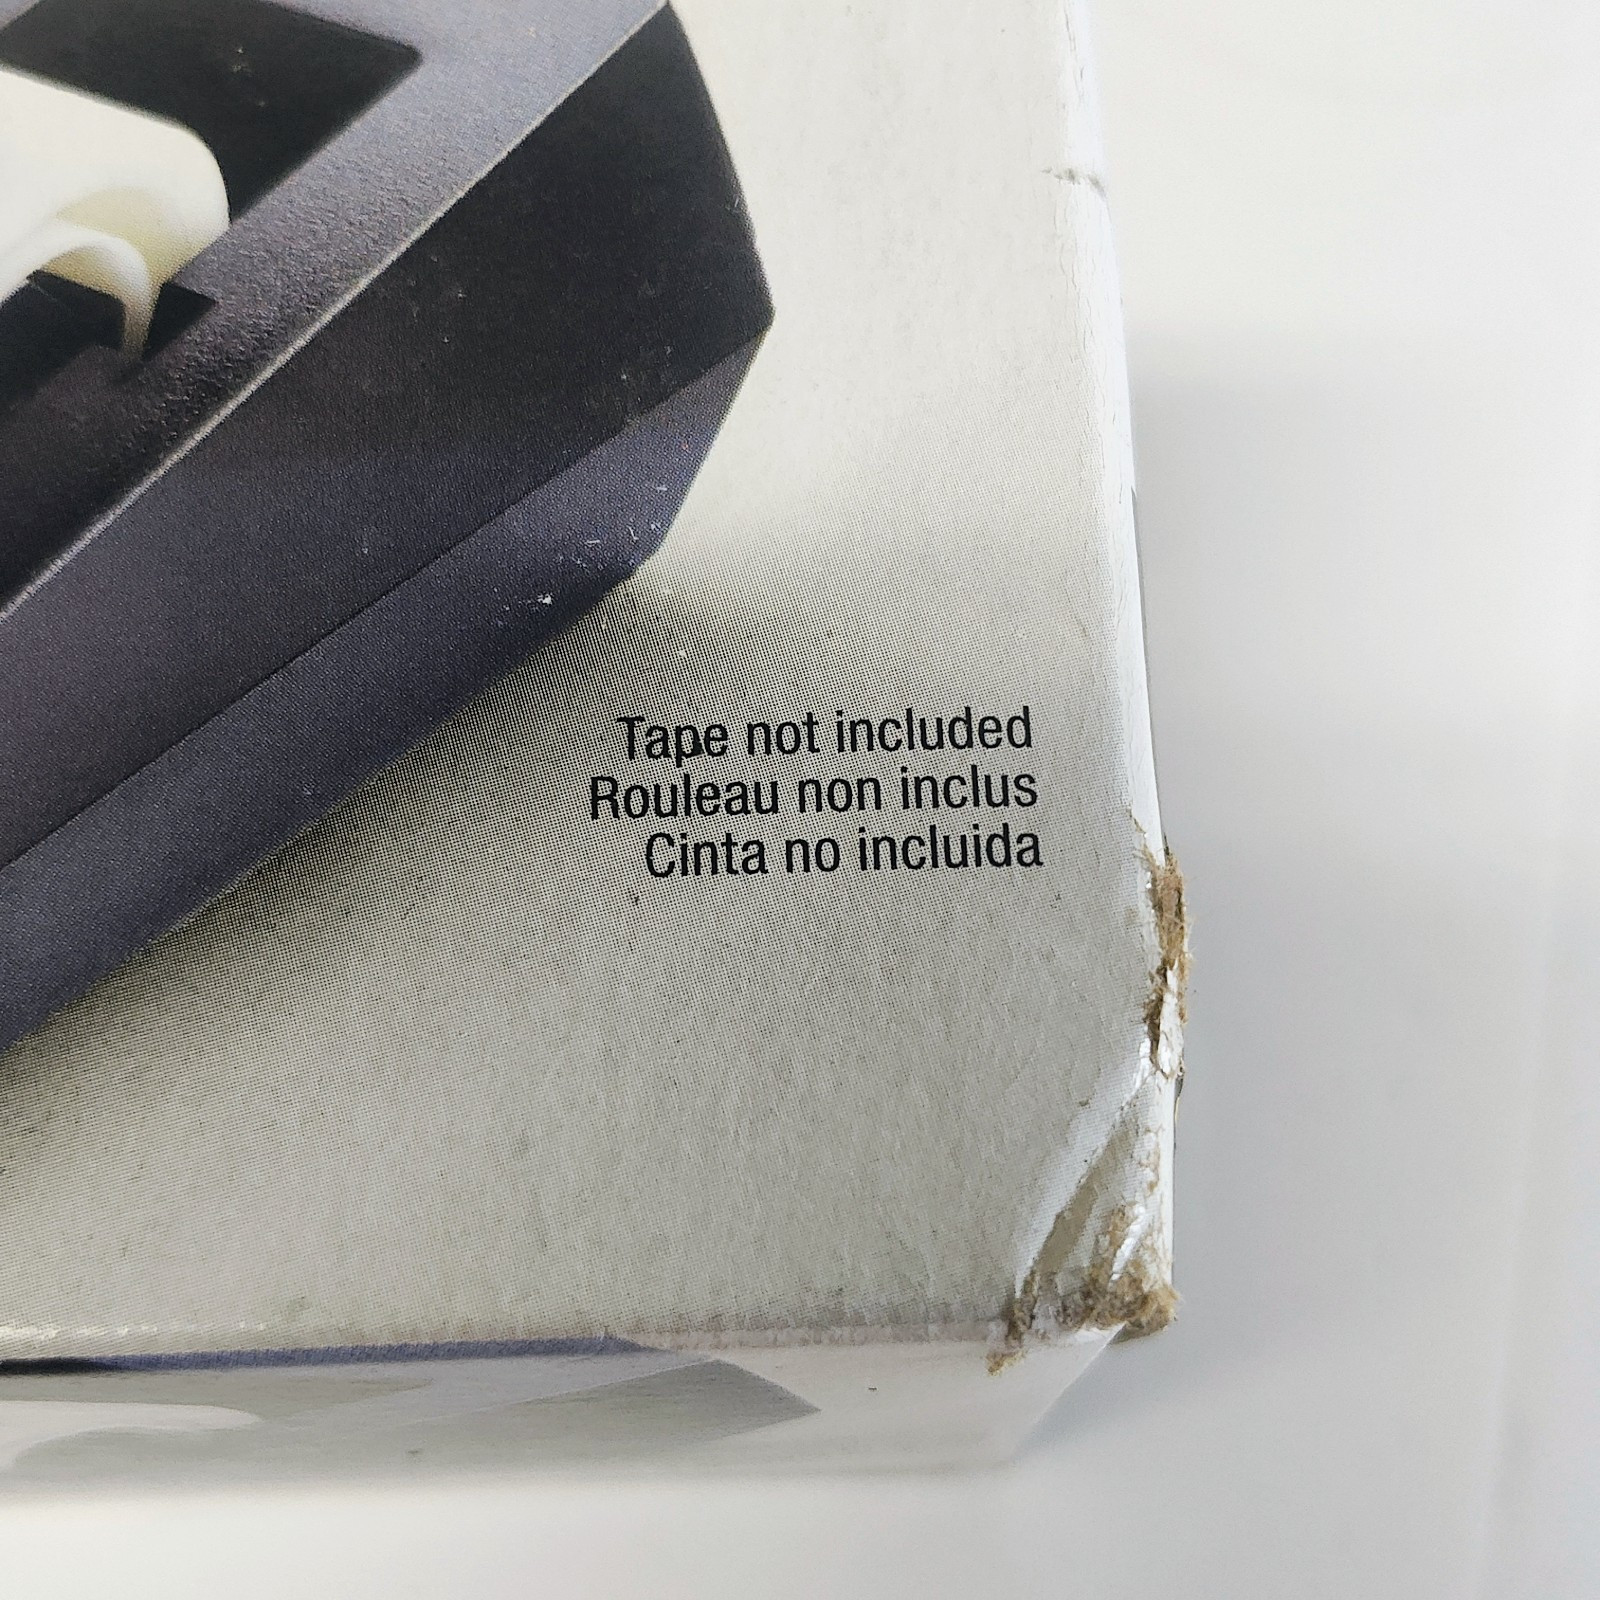 Tape not included
Rouleau non inclus
Cinta no incluida